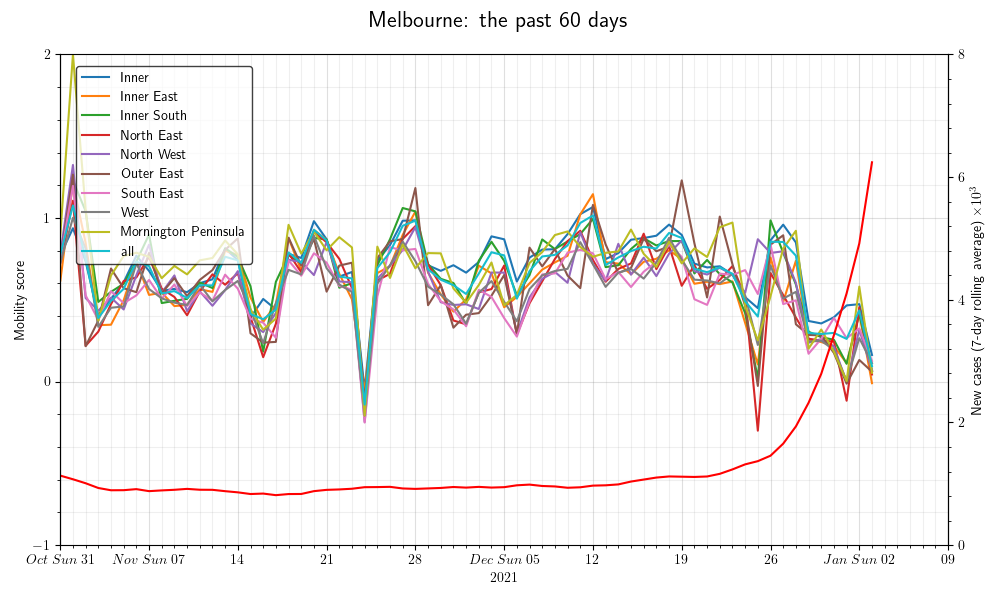 Melbourne: the past 60 days
2
1
0
−1
Mobility score
Inner
Inner East
Inner South
North East
North West
Outer East
South East
West
Mornington Peninsula
all
8
6
4
2
0
New cases (7-day rolling average) ×10³
Oct Sun 31
Nov Sun 07
14
21
28
Dec Sun 05
12
19
26
Jan Sun 02
09
2021